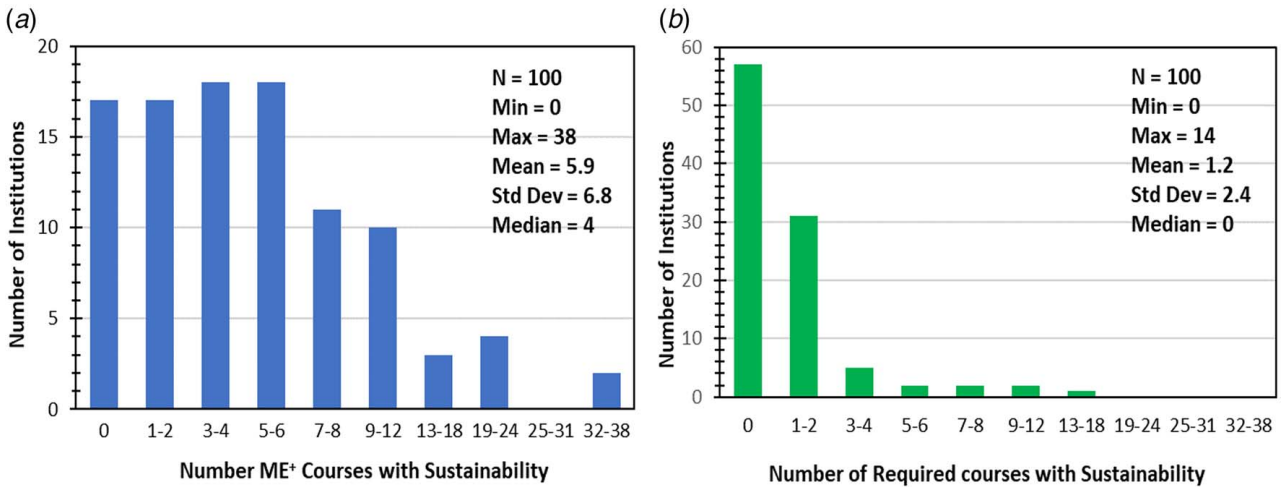 (a)
20
15
10
5
0
Number of Institutions
N = 100
Min = 0
Max = 38
Mean = 5.9
Std Dev = 6.8
Median = 4
0 1-2 3-4 5-6 7-8 9-12 13-18 19-24 25-31 32-38
Number ME⁺ Courses with Sustainability
(b)
60
50
40
30
20
10
0
Number of Institutions
N = 100
Min = 0
Max = 14
Mean = 1.2
Std Dev = 2.4
Median = 0
0 1-2 3-4 5-6 7-8 9-12 13-18 19-24 25-31 32-38
Number of Required courses with Sustainability